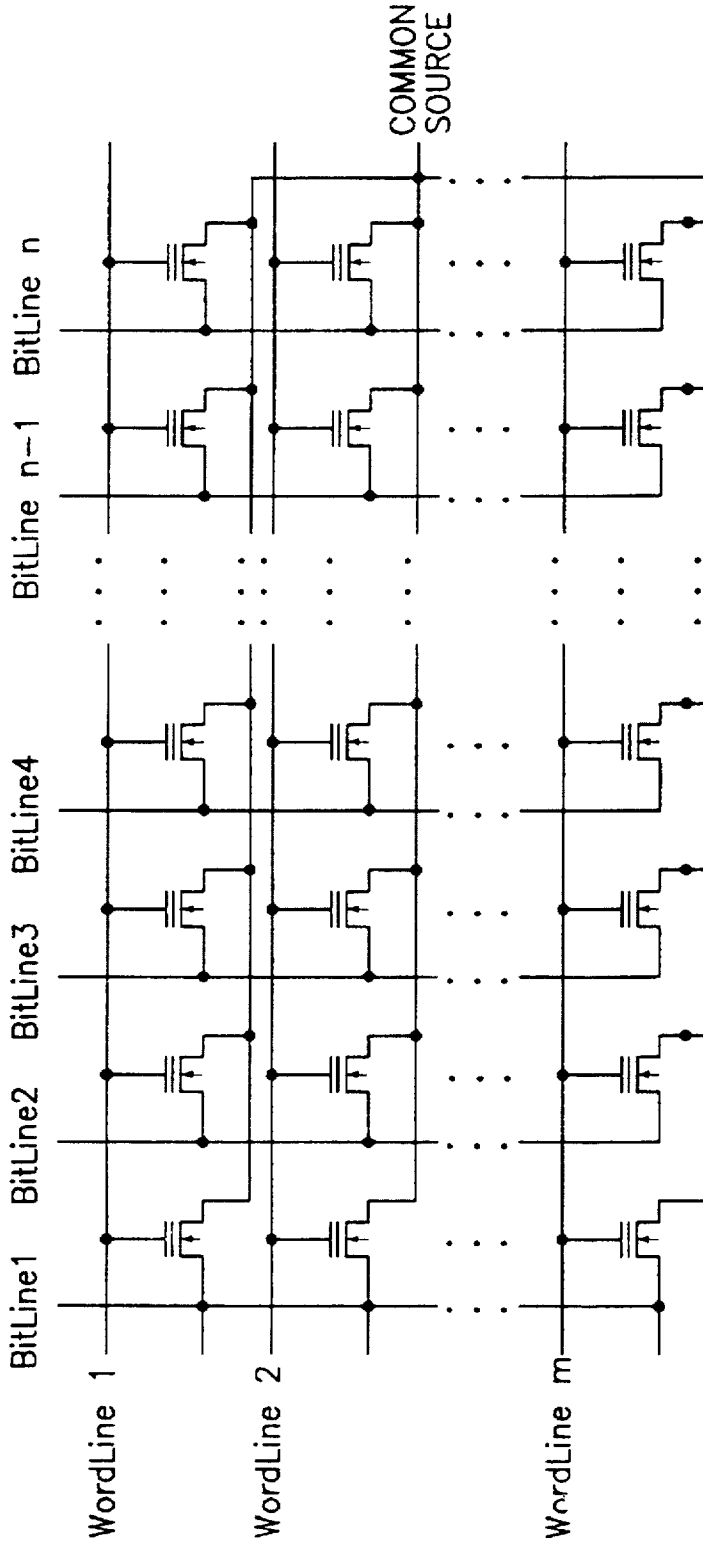 BitLine1
BitLine2
BitLine3
BitLine4
BitLine n-1
BitLine n
WordLine 1
WordLine 2
COMMON
SOURCE
WordLine m